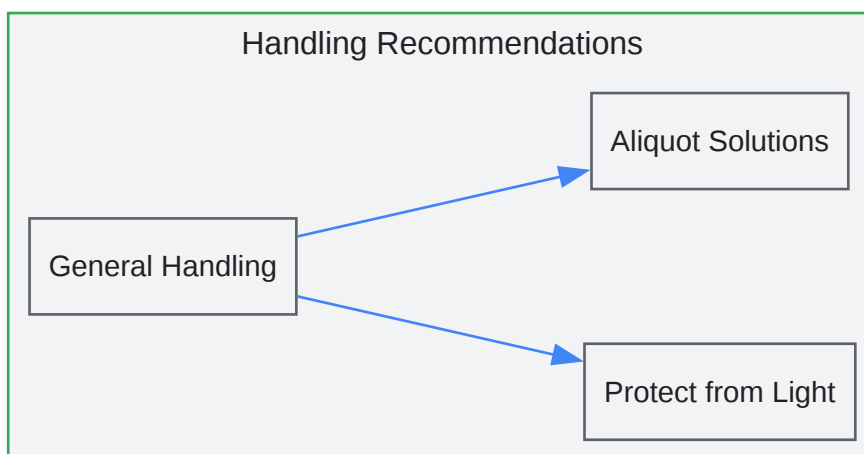 Handling Recommendations
Aliquot Solutions
General Handling
Protect from Light